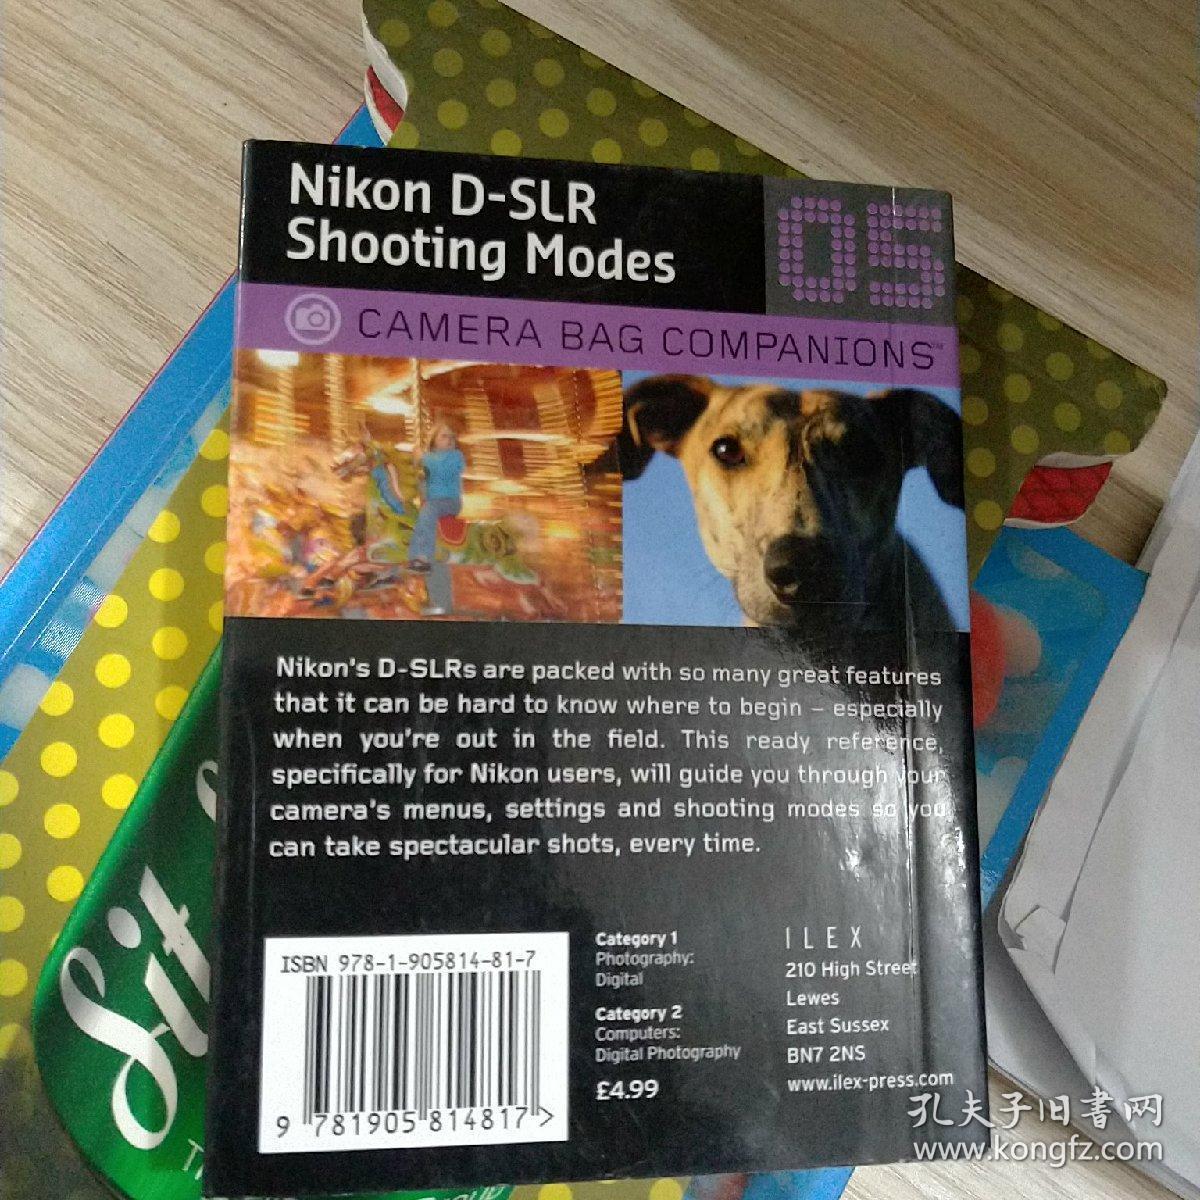 Nikon D-SLR
Shooting Modes
05
CAMERA BAG COMPANIONS™
Nikon's D-SLRs are packed with so many great features
that it can be hard to know where to begin – especially
when you're out in the field. This ready reference,
specifically for Nikon users, will guide you through your
camera's menus, settings and shooting modes so you
can take spectacular shots, every time.
ISBN 978-1-905814-81-7
9 781905 814817 >
Category 1
Photography:
Digital
Category 2
Computers:
Digital Photography
£4.99
ILEX
210 High Street
Lewes
East Sussex
BN7 2NS
www.ilex-press.com
Sit
孔夫子旧書网
www.kongfz.com